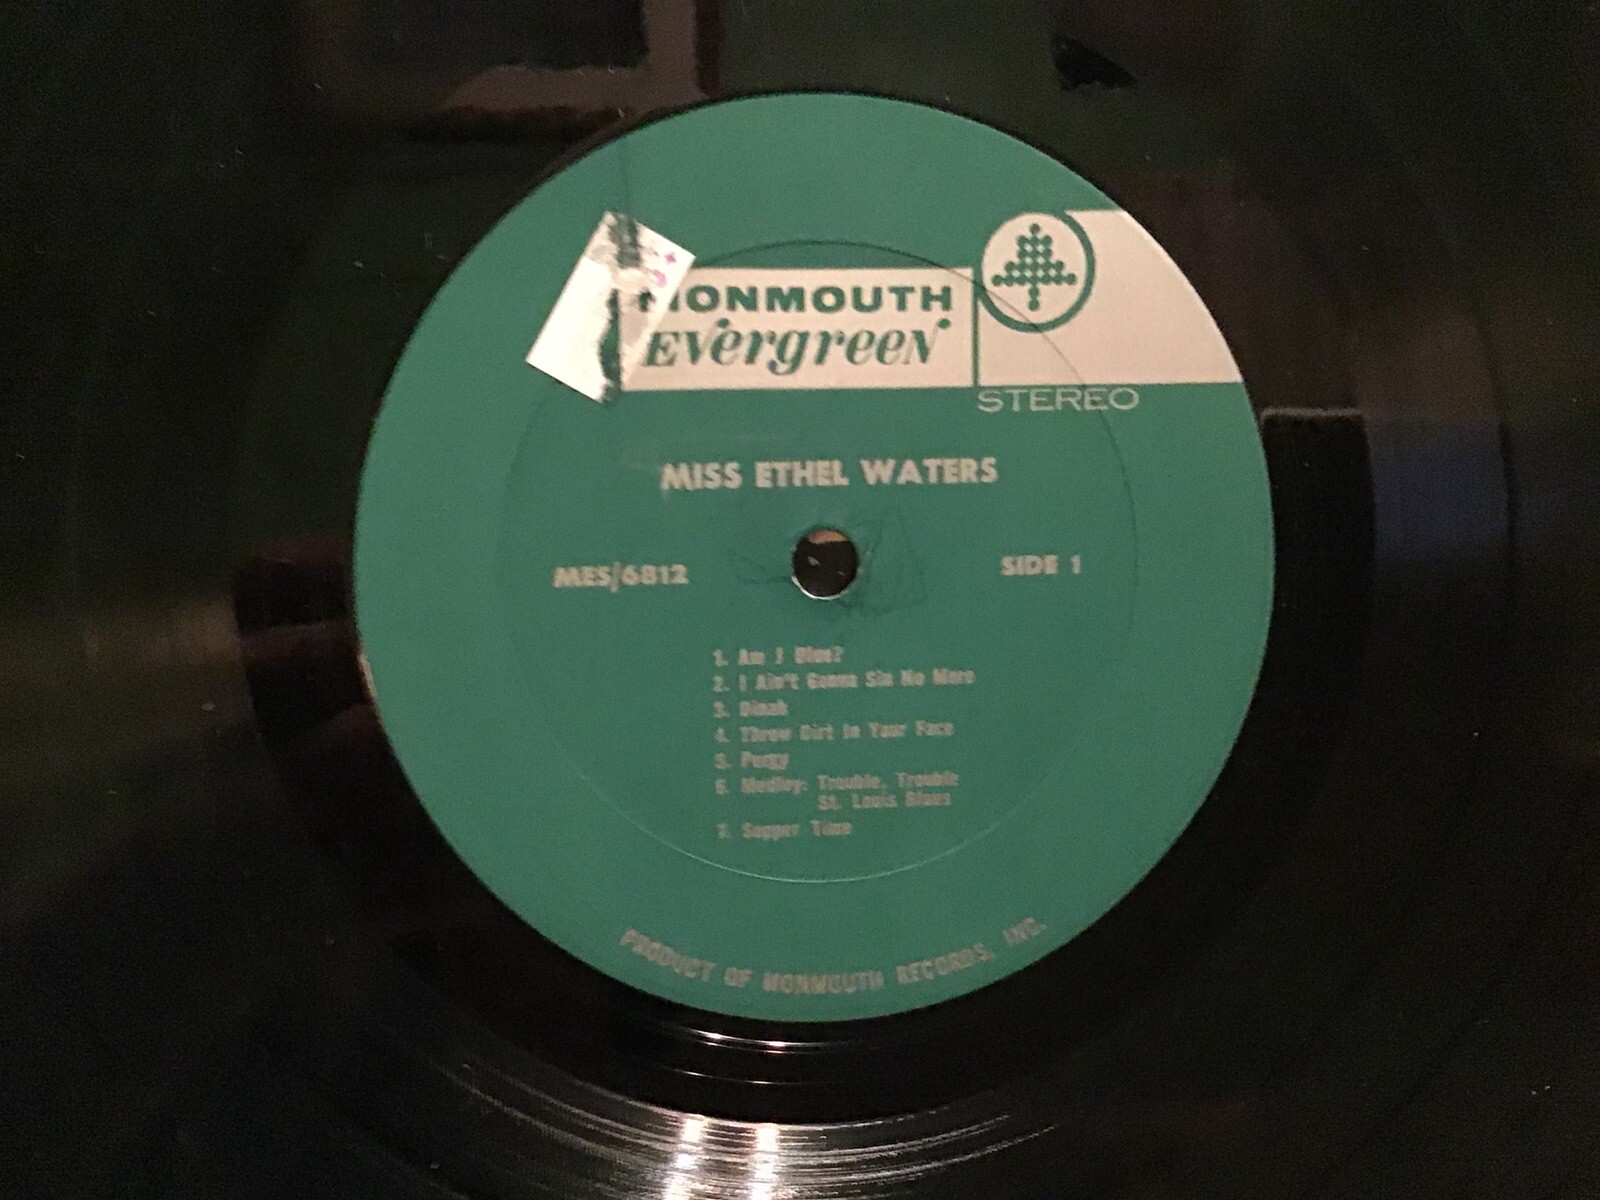 MONMOUTH
Evergreen
STEREO
MISS ETHEL WATERS
MES/6812
SIDE 1
1. Am I Blue?
2. I Ain't Gonna Sin No More
3. Dinah
4. Throw Dirt In Your Face
5. Porgy
6. Medley: Trouble, Trouble
St. Louis Blues
7. Supper Time
PRODUCT OF MONMOUTH RECORDS, INC.